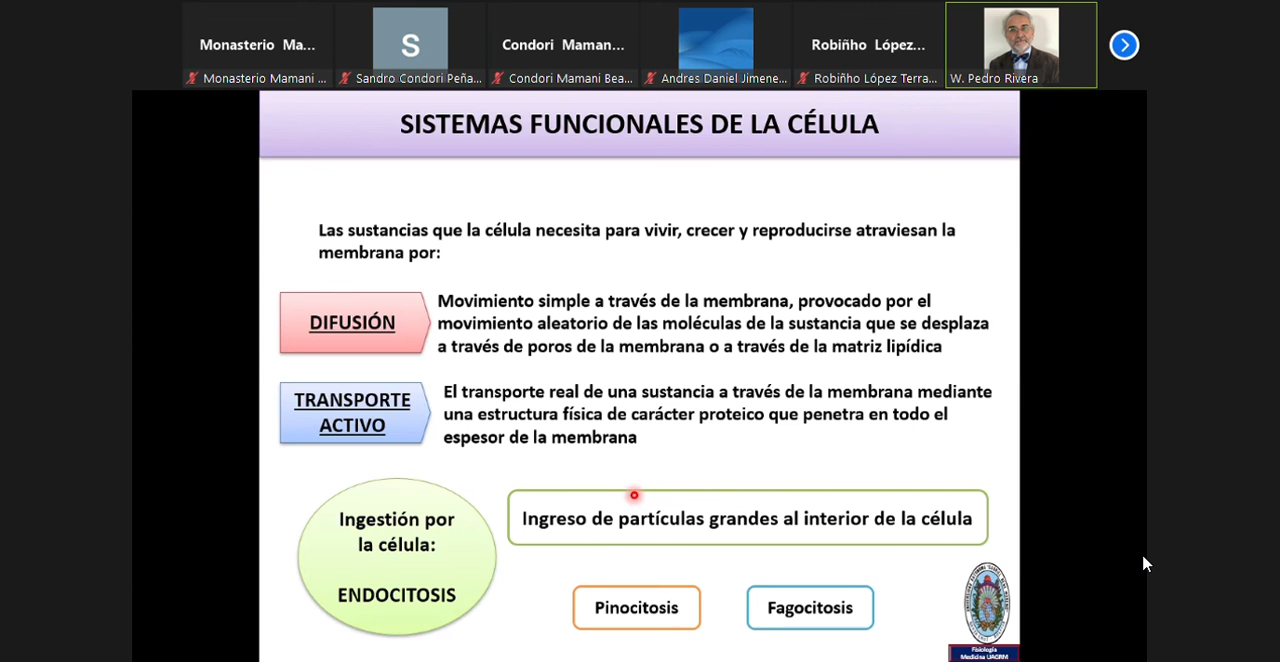 Monasterio Ma...
S
Condori Maman...
Robiñho López...
Monasterio Mamani ...
Sandro Condori Peña...
Condori Mamani Bea...
Andres Daniel Jimene...
Robiñho López Terra...
W. Pedro Rivera
SISTEMAS FUNCIONALES DE LA CÉLULA
Las sustancias que la célula necesita para vivir, crecer y reproducirse atraviesan la
membrana por:
DIFUSIÓN
Movimiento simple a través de la membrana, provocado por el
movimiento aleatorio de las moléculas de la sustancia que se desplaza
a través de poros de la membrana o a través de la matriz lipídica
TRANSPORTE
ACTIVO
El transporte real de una sustancia a través de la membrana mediante
una estructura física de carácter proteico que penetra en todo el
espesor de la membrana
Ingestión por
la célula:
ENDOCITOSIS
Ingreso de partículas grandes al interior de la célula
Pinocitosis
Fagocitosis
Fisiología
Medicina UAGRM